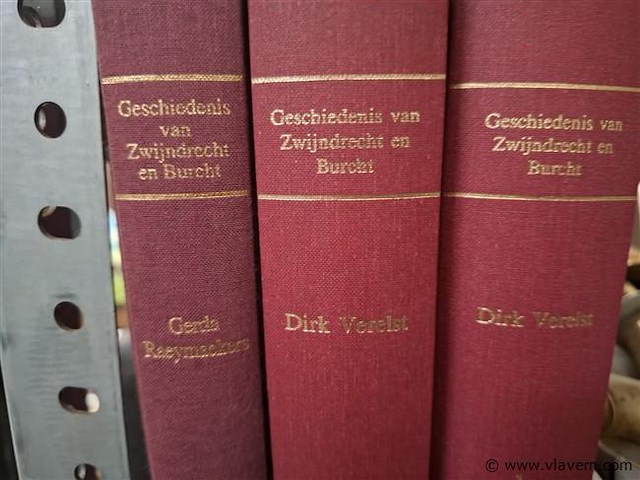 Geschiedenis
van
Zwijndrecht
en Burcht
Gerda
Raeymaekers
Geschiedenis van
Zwijndrecht en
Burcht
Dirk Verelst
Geschiedenis van
Zwijndrecht en
Burcht
Dirk Verelst
© www.vlavem.com